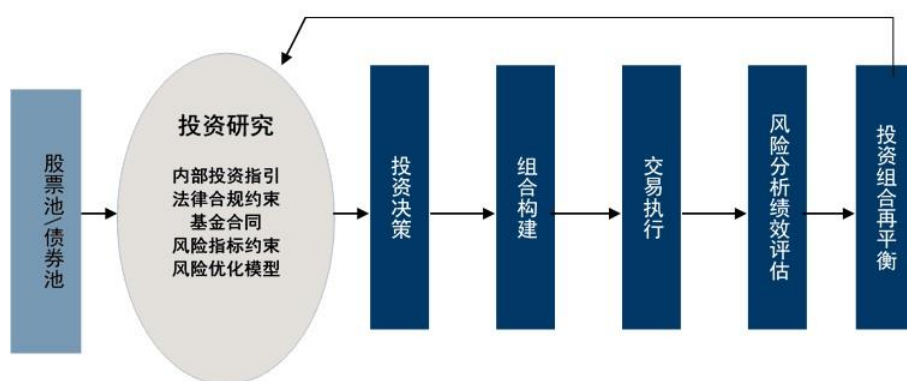 股票池\债券池
投资研究
内部投资指引
法律合规约束
基金合同
风险指标约束
风险优化模型
投资决策
组合构建
交易执行
风险分析绩效评估
投资组合再平衡